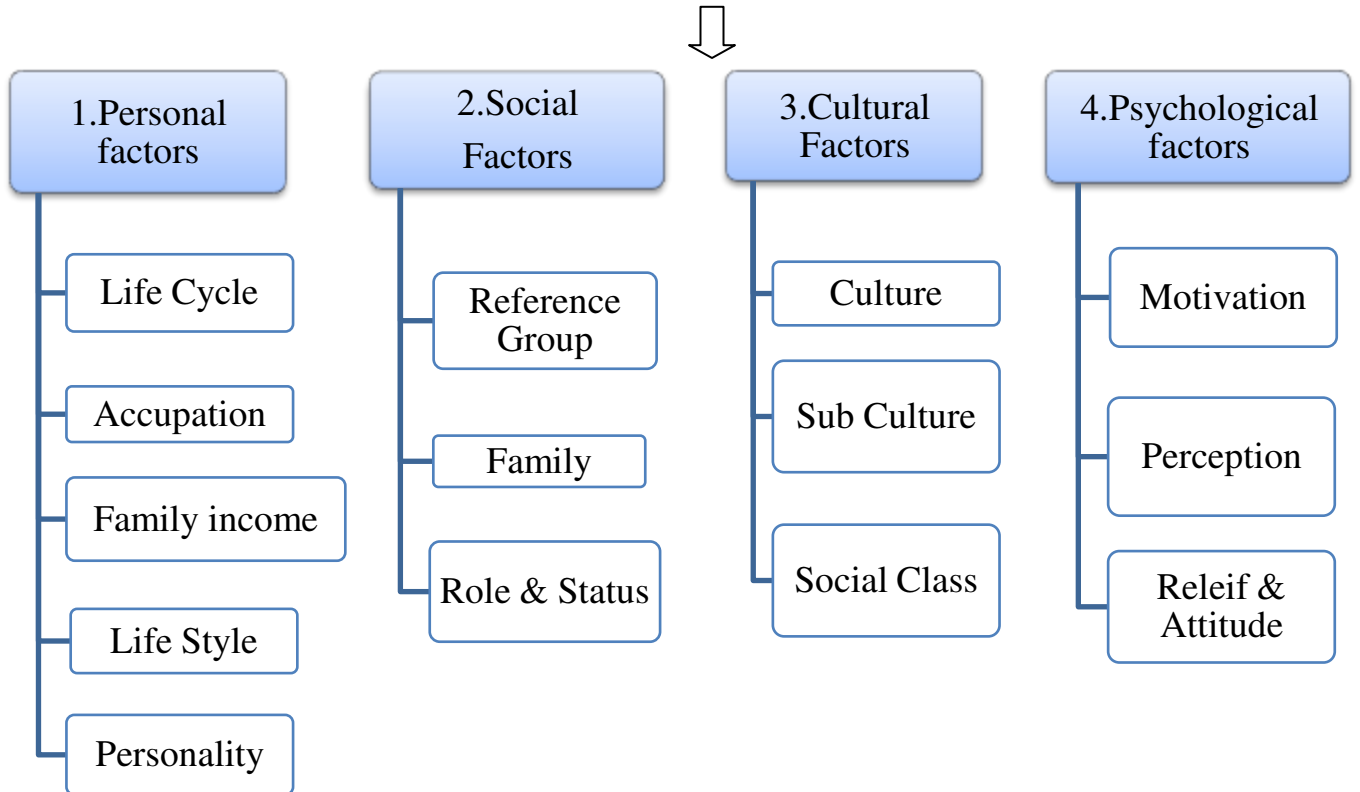 1.Personal
factors
Life Cycle
Accupation
Family income
Life Style
Personality
2.Social
Factors
Reference
Group
Family
Role & Status
3.Cultural
Factors
Culture
Sub Culture
Social Class
4.Psychological
factors
Motivation
Perception
Releif &
Attitude